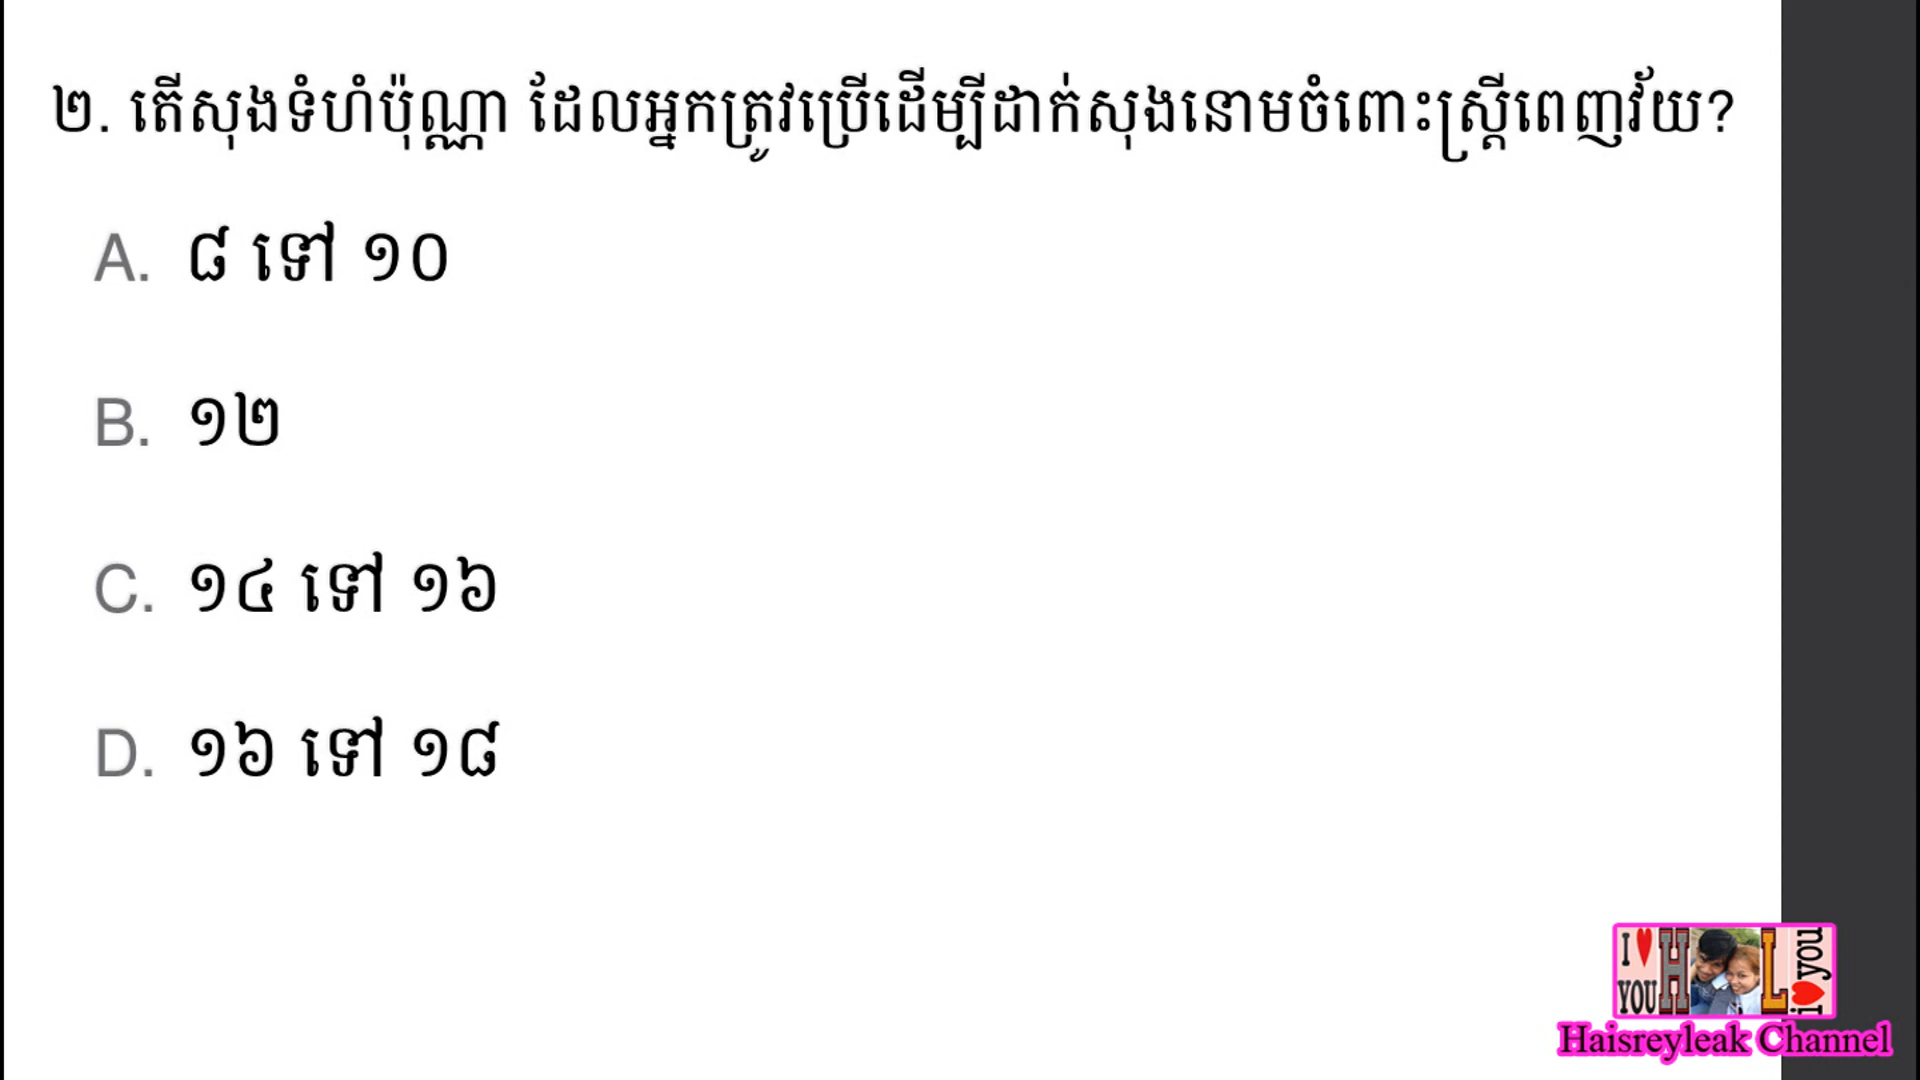 ២. តើសុងទំហំប៉ុណ្ណា ដែលអ្នកត្រូវប្រើដើម្បីដាក់សុងនោមចំពោះស្ត្រីពេញវ័យ?
A. ៨ ទៅ ១០
B. ១២
C. ១៤ ទៅ ១៦
D. ១៦ ទៅ ១៨
I ♥ YOU H L i ♥ you
Haisreyleak Channel